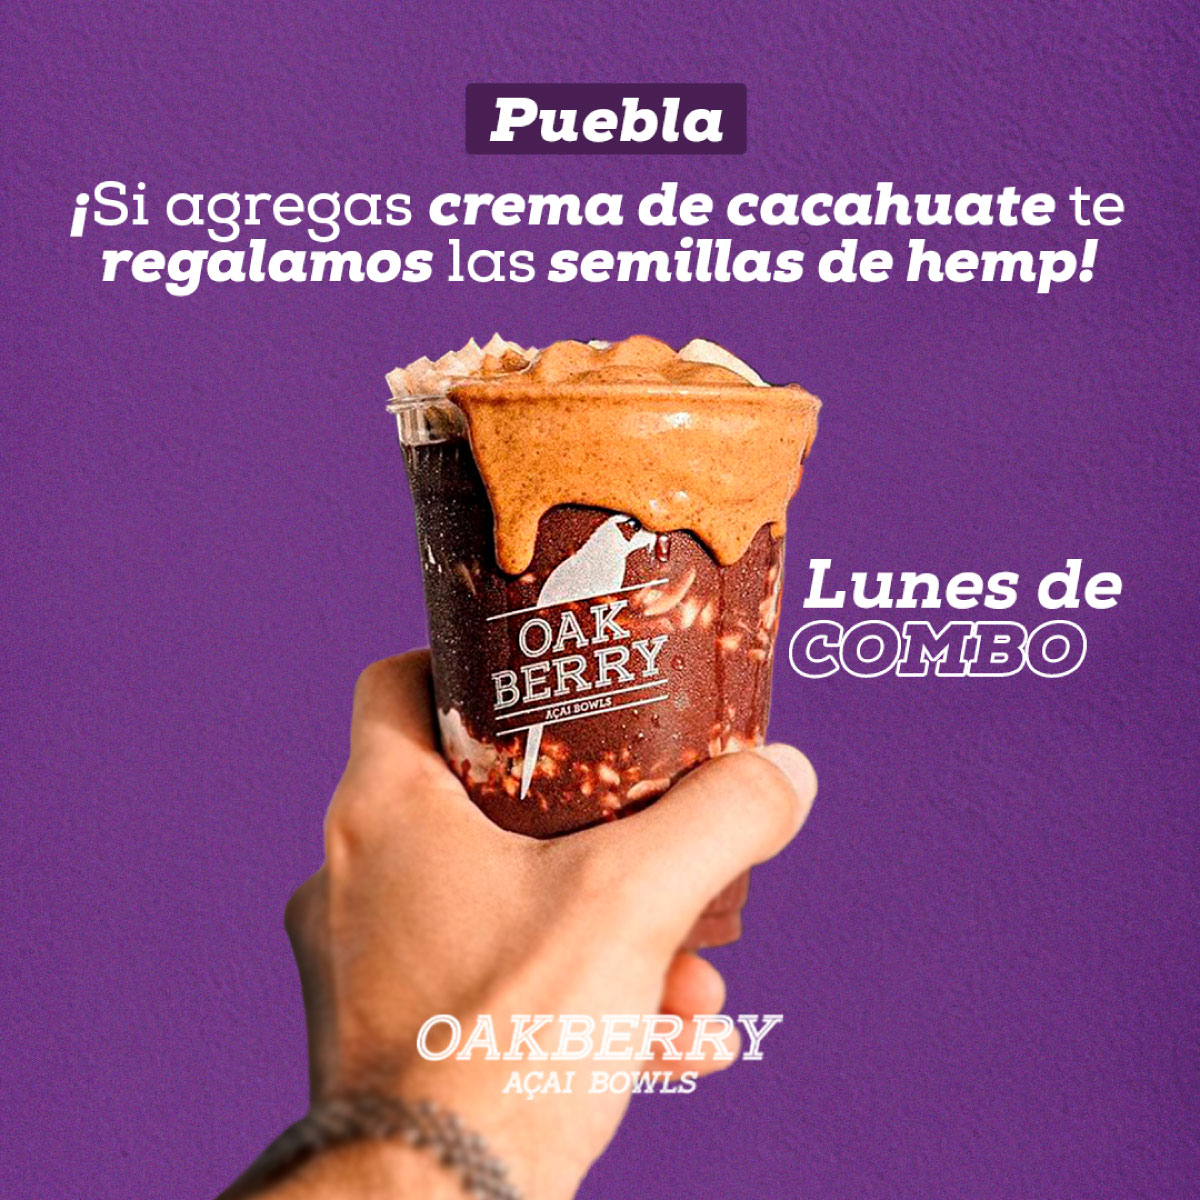 Puebla
¡Si agregas crema de cacahuate te
regalamos las semillas de hemp!
OAK
BERRY
AÇAI BOWLS
Lunes de
COMBO
OAKBERRY
AÇAI BOWLS